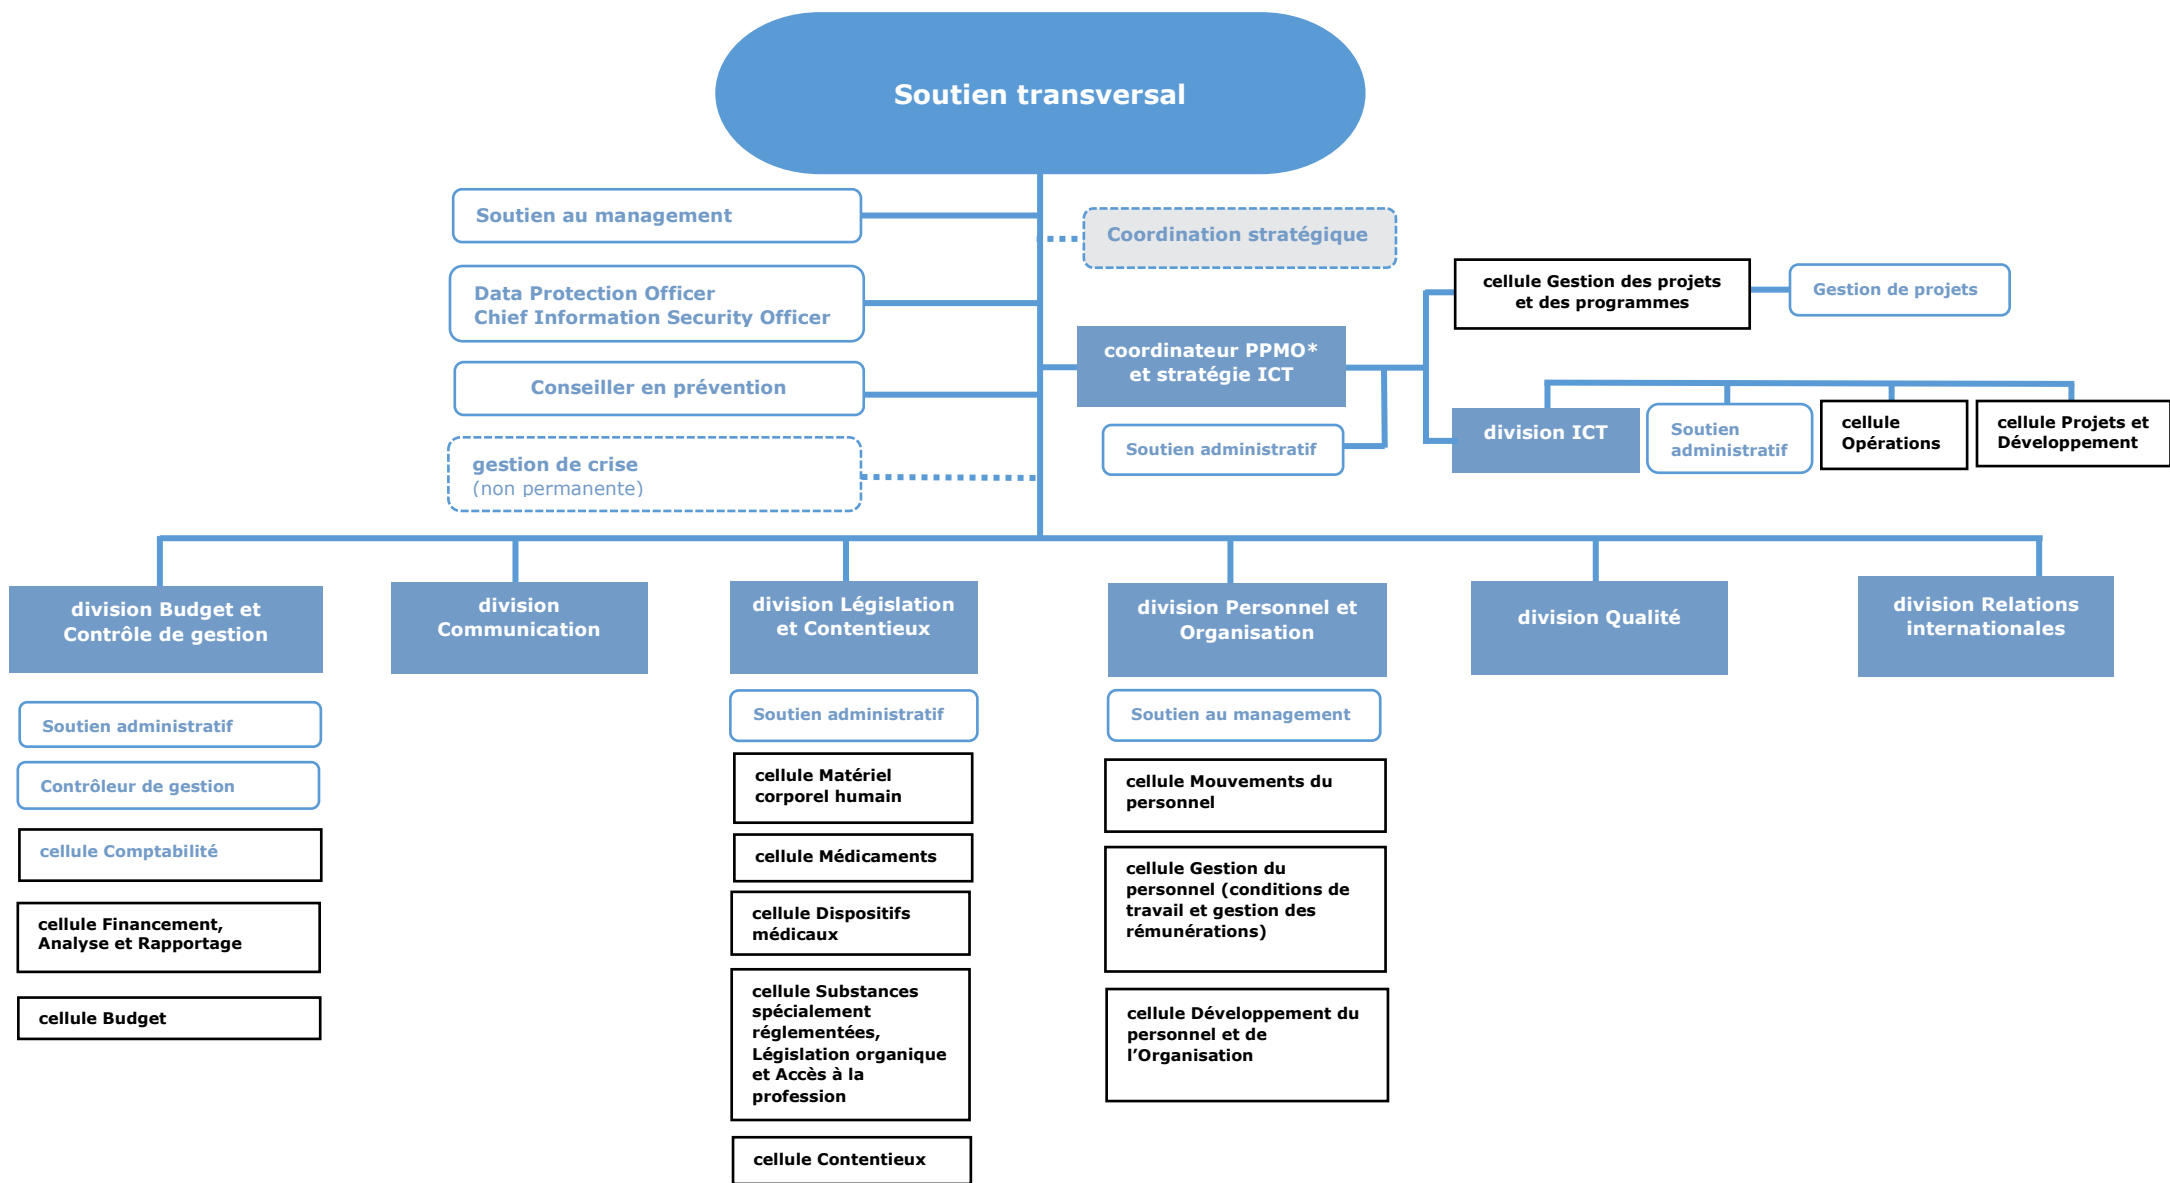 Soutien transversal
Soutien au management
Coordination stratégique
Data Protection Officer
Chief Information Security Officer
Conseiller en prévention
gestion de crise
(non permanente)
coordinateur PPMO*
et stratégie ICT
Soutien administratif
cellule Gestion des projets
et des programmes
Gestion de projets
division ICT
Soutien
administratif
cellule
Opérations
cellule Projets et
Développement
division Budget et
Contrôle de gestion
Soutien administratif
Contrôleur de gestion
cellule Comptabilité
cellule Financement,
Analyse et Rapportage
cellule Budget
division
Communication
division Législation
et Contentieux
Soutien administratif
cellule Matériel
corporel humain
cellule Médicaments
cellule Dispositifs
médicaux
cellule Substances
spécialement
réglementées,
Législation organique
et Accès à la
profession
cellule Contentieux
division Personnel et
Organisation
Soutien au management
cellule Mouvements du
personnel
cellule Gestion du
personnel (conditions de
travail et gestion des
rémunérations)
cellule Développement du
personnel et de
l’Organisation
division Qualité
division Relations
internationales